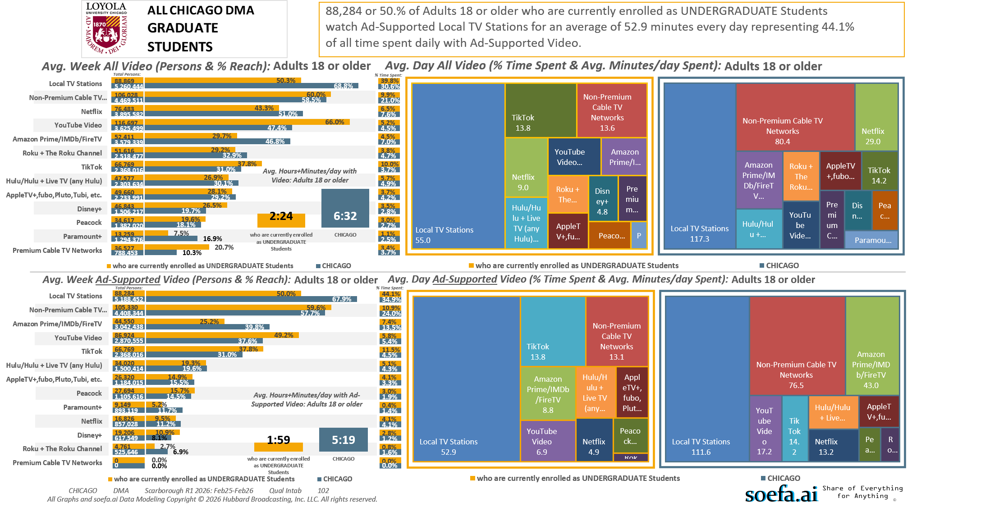 LOYOLA
UNIVERSITY CHICAGO
1870
AD • MAJOREM • DEI • GLORIAM
ALL CHICAGO DMA
GRADUATE
STUDENTS
88,284 or 50.% of Adults 18 or older who are currently enrolled as UNDERGRADUATE Students
watch Ad-Supported Local TV Stations for an average of 52.9 minutes every day representing 44.1%
of all time spent daily with Ad-Supported Video.
Avg. Week All Video (Persons & % Reach): Adults 18 or older
Total Persons:
% Time Spent:
Local TV Stations 88,869 50.3% 39.8%
5,260,444 68.8% 30.6%
Non-Premium Cable TV... 106,028 60.0% 9.9%
4,469,511 58.5% 21.0%
Netflix 76,483 43.3% 6.5%
3,895,582 51.0% 7.6%
YouTube Video 116,697 66.0% 5.2%
3,625,499 47.4% 4.5%
Amazon Prime/IMDb/FireTV 52,411 29.7% 4.5%
3,579,339 46.8% 7.0%
Roku + The Roku Channel 51,616 29.2% 3.8%
2,518,477 32.9% 4.7%
TikTok 66,769 37.8% 10.0%
2,368,016 31.0% 3.7%
Hulu/Hulu + Live TV (any Hulu) 47,577 26.9% 5.7%
2,303,634 30.1% 4.9%
AppleTV+,fubo,Pluto,Tubi, etc. 49,660 28.1% 3.7%
2,233,991 29.2% 4.2%
Disney+ 46,843 26.5% 3.5%
1,506,217 19.7% 2.8%
Peacock 34,617 19.6% 3.0%
1,382,020 18.1% 2.7%
Paramount+ 13,259 7.5% 1.1%
1,294,376 16.9% 2.5%
Premium Cable TV Networks 36,527 20.7% 3.4%
788,453 10.3% 3.7%
Avg. Hours+Minutes/day with
Video: Adults 18 or older
2:24
6:32
who are currently enrolled
as UNDERGRADUATE
Students
CHICAGO
who are currently enrolled as UNDERGRADUATE Students
CHICAGO
Avg. Day All Video (% Time Spent & Avg. Minutes/day Spent): Adults 18 or older
Local TV Stations
55.0
TikTok
13.8
Non-Premium
Cable TV
Networks
13.6
Netflix
9.0
YouTube
Video...
Amazon
Prime/I...
Hulu/Hu
lu + Live
TV (any
Hulu)...
Roku +
The...
Disn
ey+
4.8
Pre
miu
m...
AppleT
V+,fu...
Peaco...
P
Local TV Stations
117.3
Non-Premium Cable TV
Networks
80.4
Netflix
29.0
Amazon
Prime/IM
Db/FireT
V...
Roku +
The
Roku...
AppleTV
+,fubo...
TikTok
14.2
Hulu/Hul
u +...
YouTu
be
Vide...
Pre
mi
um
C...
Dis
n...
Pea
c...
Paramou...
who are currently enrolled as UNDERGRADUATE Students
CHICAGO
Avg. Week Ad-Supported Video (Persons & % Reach): Adults 18 or older
Total Persons:
% Time Spent:
Local TV Stations 88,284 50.0% 44.1%
5,188,452 67.9% 34.9%
Non-Premium Cable TV... 105,330 59.6% 10.9%
4,408,344 57.7% 24.0%
Amazon Prime/IMDb/FireTV 44,550 25.2% 7.4%
3,042,438 39.8% 13.5%
YouTube Video 86,924 49.2% 5.8%
2,870,555 37.6% 5.4%
TikTok 66,769 37.8% 11.5%
2,368,016 31.0% 4.5%
Hulu/Hulu + Live TV (any Hulu) 34,020 19.3% 5.1%
1,500,414 19.6% 4.3%
AppleTV+,fubo,Pluto,Tubi, etc. 26,320 14.9% 4.1%
1,184,015 15.5% 3.3%
Peacock 27,694 15.7% 3.0%
1,105,616 14.5% 1.9%
Paramount+ 9,149 5.2% 0.4%
893,119 11.7% 1.4%
Netflix 16,826 9.5% 4.1%
857,028 11.2% 4.1%
Disney+ 19,206 10.9% 2.8%
617,549 8.1% 1.2%
Roku + The Roku Channel 4,761 2.7% 0.8%
525,646 6.9% 1.6%
Premium Cable TV Networks 0 0.0% 0.0%
0 0.0% 0.0%
Avg. Hours+Minutes/day with Ad-
Supported Video: Adults 18 or older
1:59
5:19
who are currently enrolled
as UNDERGRADUATE
Students
CHICAGO
who are currently enrolled as UNDERGRADUATE Students
CHICAGO
Avg. Day Ad-Supported Video (% Time Spent & Avg. Minutes/day Spent): Adults 18 or older
Local TV Stations
52.9
TikTok
13.8
Non-Premium
Cable TV
Networks
13.1
Amazon
Prime/IMDb
/FireTV
8.8
Hulu/H
ulu +
Live TV
(any...
Appl
eTV+,
fubo,
Plut...
YouTube
Video
6.9
Netflix
4.9
Peaco
ck...
Rok
Local TV Stations
111.6
Non-Premium Cable TV
Networks
76.5
Amazon
Prime/IMD
b/FireTV
43.0
YouT
ube
Vide
o
17.2
Tik
Tok
14.
2
Hulu/Hulu
+ Live...
AppleT
V+,fu...
Netflix
13.2
Pe
a...
R
o...
who are currently enrolled as UNDERGRADUATE Students
CHICAGO
CHICAGO DMA Scarborough R1 2026: Feb25-Feb26 Qual Intab 102
All Graphs and soefa.ai Data Modeling Copyright © 2026 Hubbard Broadcasting, Inc. LLC. All rights reserved.
soefa.ai
Share of Everything
for Anything ©